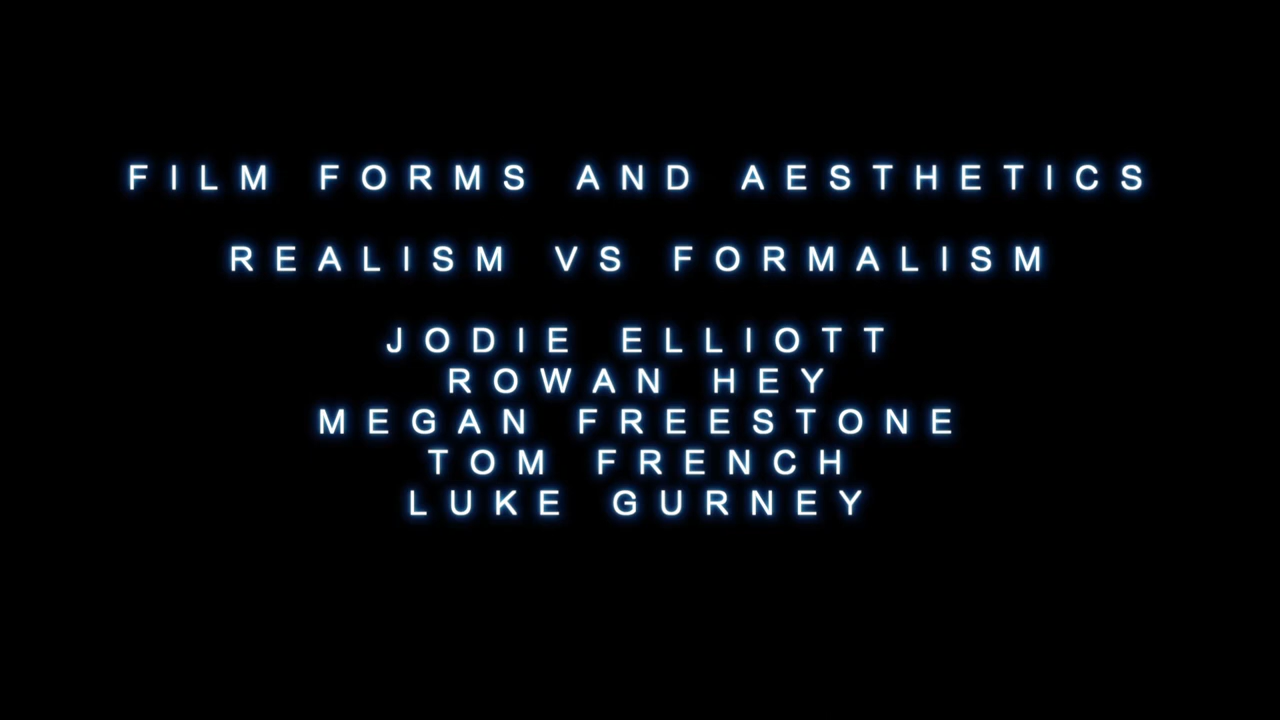 FILM FORMS AND AESTHETICS
REALISM VS FORMALISM
JODIE ELLIOTT
ROWAN HEY
MEGAN FREESTONE
TOM FRENCH
LUKE GURNEY